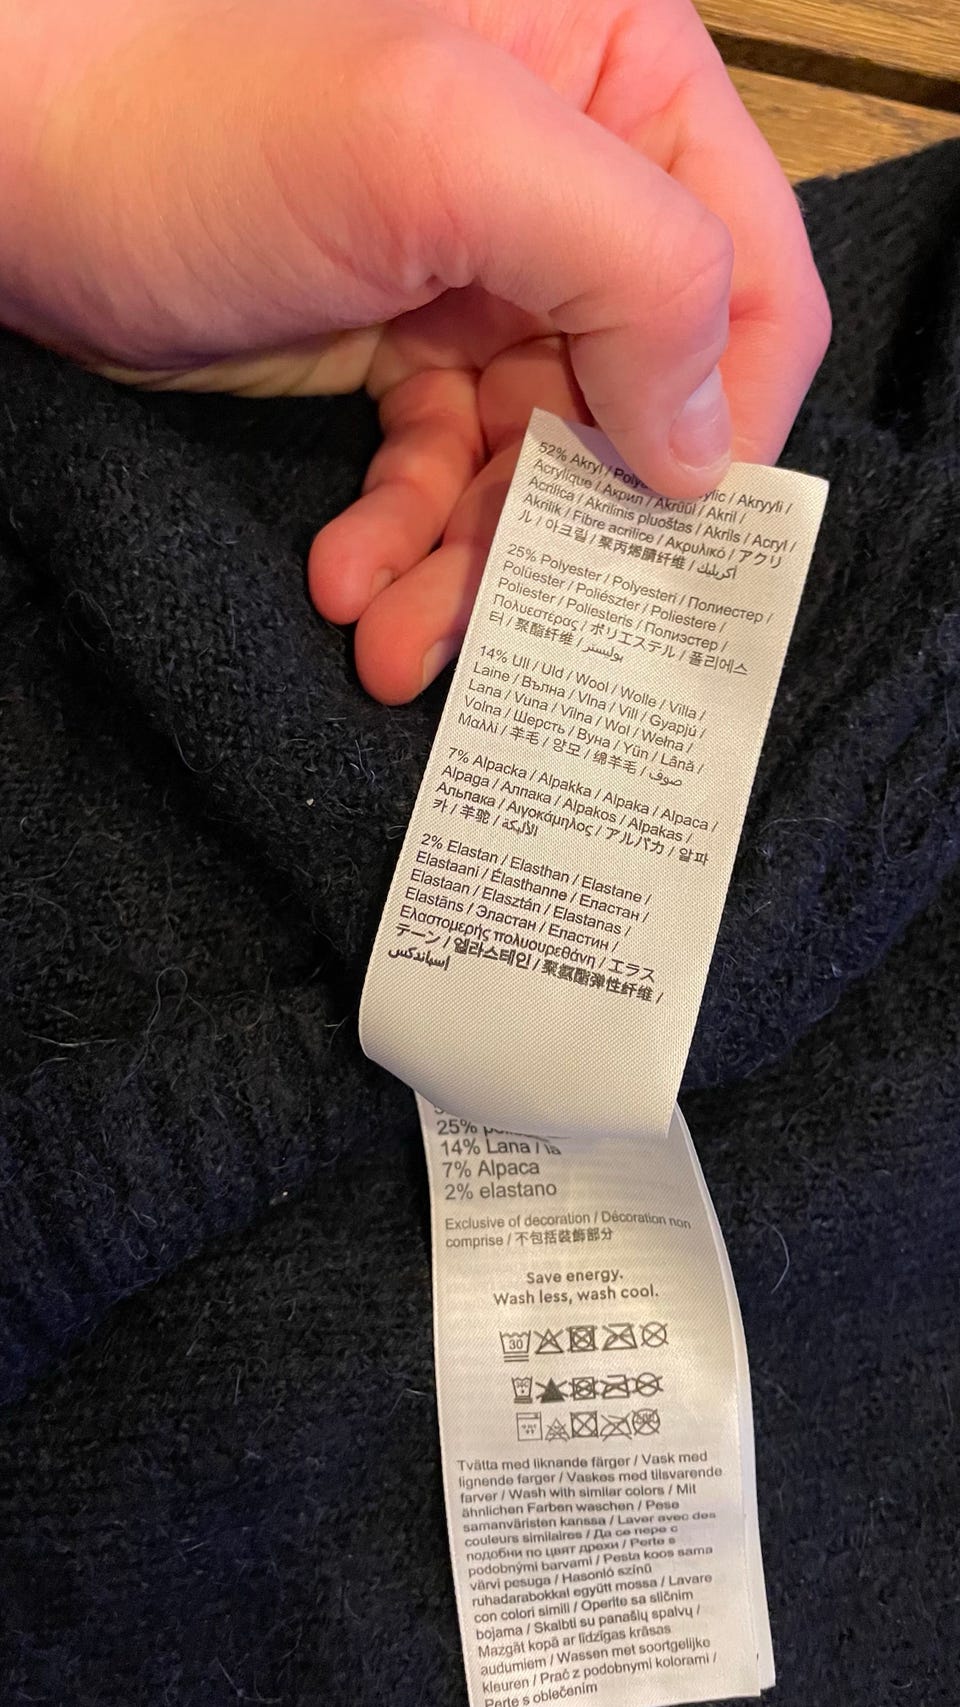 52% Akryl / / Akryyli /
Acrylique / Акрил / Akrüül / Akril /
Acrilica / Akrilinis pluoštas / Akrils / Acryl /
Akrilik / Fibre acrilice / Ακρυλικό / アクリ
ル / 아크릴 / 聚丙烯腈纤维 / أكريليك
25% Polyester / Polyesteri / Полиестер /
Polüester / Poliészter / Poliestere /
Poliester / Poliesteris / Полиэстер /
Πολυεστέρας / ポリエステル / 폴리에스
터 / 聚酯纤维 / بوليستر
14% Ull / Uld / Wool / Wolle / Villa /
Laine / Вълна / Vlna / Vill / Gyapjú /
Lana / Vuna / Vilna / Wol / Wełna /
Volna / Шерсть / Вуна / Yün / Lână /
Μαλλί / 羊毛 / 양모 / 绵羊毛 / صوف
7% Alpacka / Alpakka / Alpaka / Alpaca /
Alpaga / Алпака / Alpakos / Alpakas /
Альпака / Αιγοκάμηλος / アルパカ / 알파
카 / 羊驼 / الألبكة
2% Elastan / Elasthan / Elastane /
Elastaani / Élasthanne / Еластан /
Elastaan / Elasztán / Elastanas /
Elastāns / Эластан / Еластин /
Ελαστομερής πολυουρεθάνη / エラス
テーン / 엘라스테인 / 聚氨酯弹性纤维 /
اسباندكس
25%
14% Lana / lã
7% Alpaca
2% elastano
Exclusive of decoration / Décoration non
comprise / 不包括裝飾部分
Save energy.
Wash less, wash cool.
30
Tvätta med liknande färger / Vask med
lignende farger / Vaskes med tilsvarende
farver / Wash with similar colors / Mit
ähnlichen Farben waschen / Pese
samanväristen kanssa / Laver avec des
couleurs similaires / Да се пере с
подобни по цвят дрехи / Perte s
podobnými barvami / Pesta koos sama
värvi pesuga / Hasonló színű
ruhadarabokkal együtt mossa / Lavare
con colori simili / Operite sa sličnim
bojama / Skalbti su panašių spalvų /
Mazgāt kopā ar līdzīgas krāsas
audumiem / Wassen met soortgelijke
kleuren / Prać z podobnymi kolorami /
Perte s oblečením